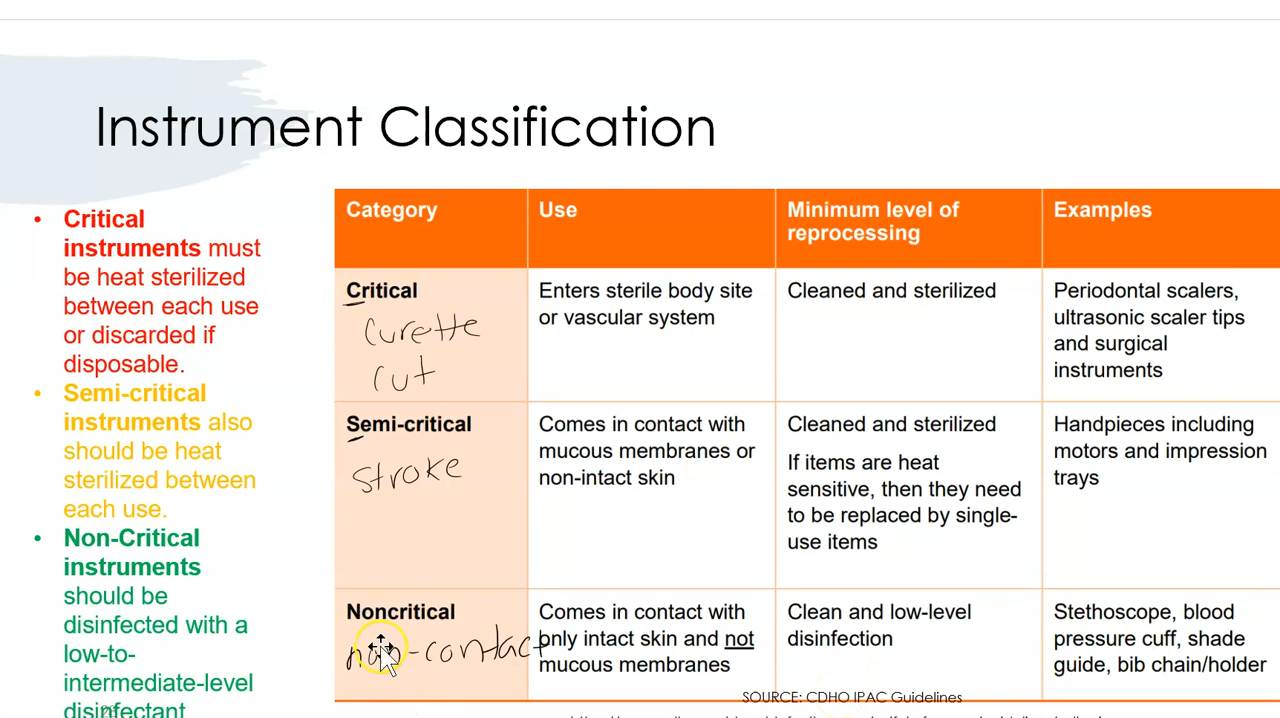 Instrument Classification
• Critical
instruments must
be heat sterilized
between each use
or discarded if
disposable.
• Semi-critical
instruments also
should be heat
sterilized between
each use.
• Non-Critical
instruments
should be
disinfected with a
low-to-
intermediate-level
disinfectant
Category
Use
Minimum level of
reprocessing
Examples
Critical
Curette
Cut
Enters sterile body site
or vascular system
Cleaned and sterilized
Periodontal scalers,
ultrasonic scaler tips
and surgical
instruments
Semi-critical
Stroke
Comes in contact with
mucous membranes or
non-intact skin
Cleaned and sterilized
If items are heat
sensitive, then they need
to be replaced by single-
use items
Handpieces including
motors and impression
trays
Noncritical
non-contact
Comes in contact with
only intact skin and not
mucous membranes
Clean and low-level
disinfection
Stethoscope, blood
pressure cuff, shade
guide, bib chain/holder
SOURCE: CDHO IPAC Guidelines